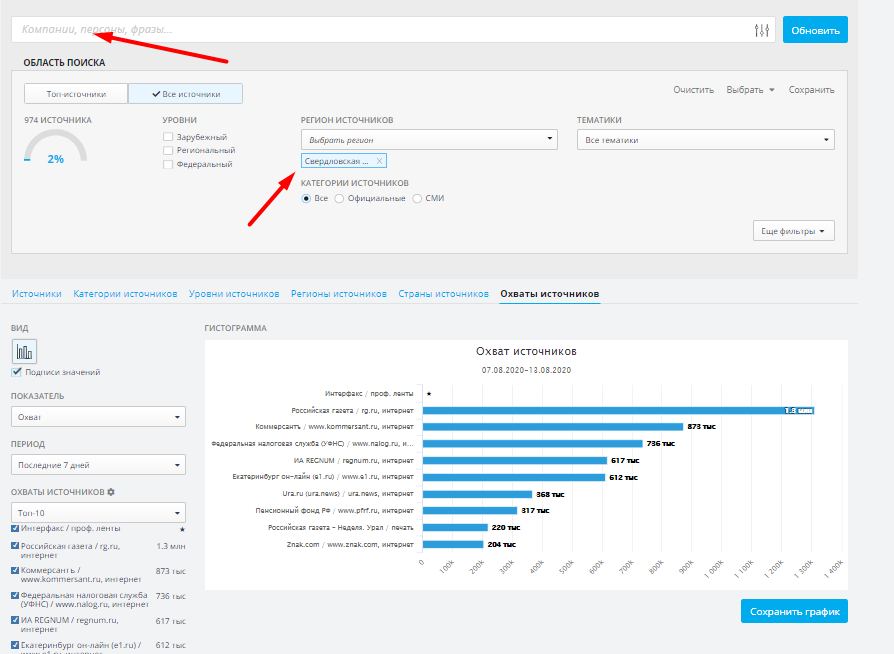 Компании, персоны, фразы...
Обновить
ОБЛАСТЬ ПОИСКА
Топ-источники
Все источники
Очистить Выбрать Сохранить
974 ИСТОЧНИКА
2%
УРОВНИ
Зарубежный
Региональный
Федеральный
РЕГИОН ИСТОЧНИКОВ
Выбрать регион
Свердловская ... X
КАТЕГОРИИ ИСТОЧНИКОВ
Все Официальные СМИ
ТЕМАТИКИ
Все тематики
Еще фильтры
Источники Категории источников Уровни источников Регионы источников Страны источников Охваты источников
ВИД
Подписи значений
ПОКАЗАТЕЛЬ
Охват
ПЕРИОД
Последние 7 дней
ОХВАТЫ ИСТОЧНИКОВ
Топ-10
Интерфакс / проф. ленты ★
Российская газета / rg.ru, 1.3 млн
интернет
Коммерсантъ / 873 тыс
www.kommersant.ru, интернет
Федеральная налоговая служба 736 тыс
(УФНС) / www.nalog.ru, интернет
ИА REGNUM / regnum.ru, 617 тыс
интернет
Екатеринбург он-лайн (e1.ru) / 612 тыс
www.e1.ru, интернет
ГИСТОГРАММА
Охват источников
07.08.2020-13.08.2020
Интерфакс / проф. ленты ★
Российская газета / rg.ru, интернет 1.3 млн
Коммерсантъ / www.kommersant.ru, интернет 873 тыс
Федеральная налоговая служба (УФНС) / www.nalog.ru, и... 736 тыс
ИА REGNUM / regnum.ru, интернет 617 тыс
Екатеринбург он-лайн (e1.ru) / www.e1.ru, интернет 612 тыс
Ura.ru (ura.news) / ura.news, интернет 368 тыс
Пенсионный фонд РФ / www.pfrf.ru, интернет 317 тыс
Российская газета - Неделя. Урал / печать 220 тыс
Znak.com / www.znak.com, интернет 204 тыс
0 100k 200k 300k 400k 500k 600k 700k 800k 900k 1 000k 1 100k 1 200k 1 300k 1 400k
Сохранить график